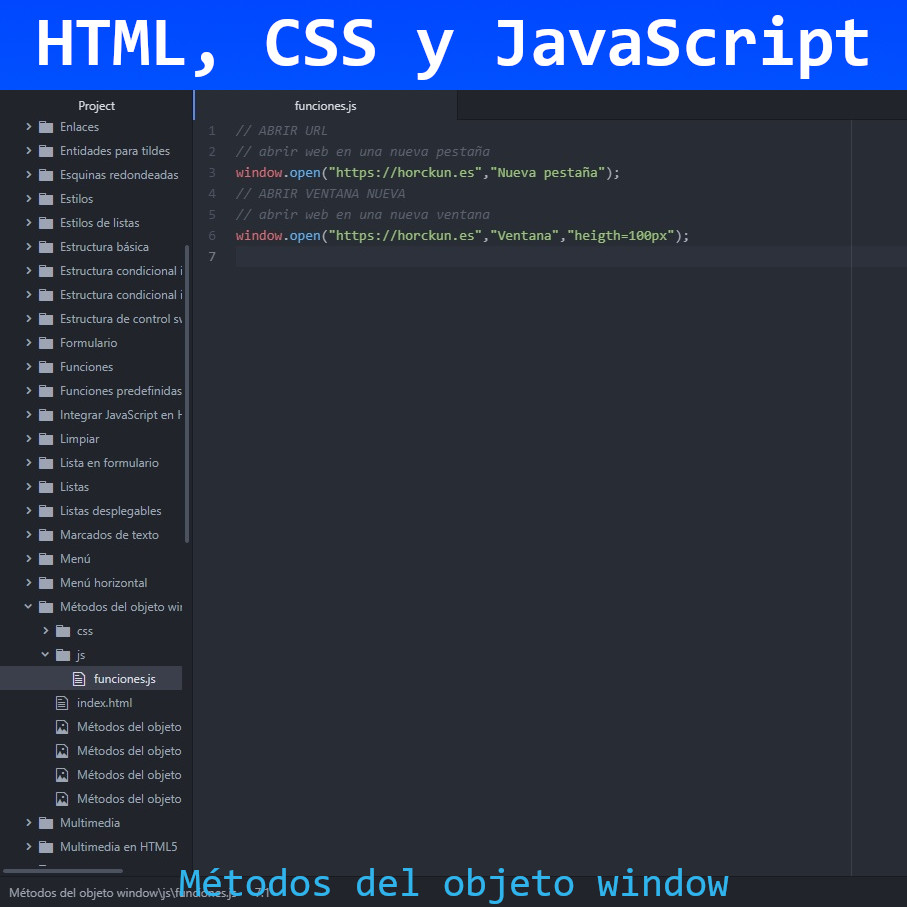 HTML, CSS y JavaScript
Project
Enlaces
Entidades para tildes
Esquinas redondeadas
Estilos
Estilos de listas
Estructura básica
Estructura condicional i
Estructura condicional i
Estructura de control sv
Formulario
Funciones
Funciones predefinidas
Integrar JavaScript en H
Limpiar
Lista en formulario
Listas
Listas desplegables
Marcados de texto
Menú
Menú horizontal
Métodos del objeto win
css
js
funciones.js
index.html
Métodos del objeto
Métodos del objeto
Métodos del objeto
Métodos del objeto
Multimedia
Multimedia en HTML5
funciones.js
1 // ABRIR URL
2 // abrir web en una nueva pestaña
3 window.open("https://horckun.es","Nueva pestaña");
4 // ABRIR VENTANA NUEVA
5 // abrir web en una nueva ventana
6 window.open("https://horckun.es","Ventana","heigth=100px");
7
Métodos del objeto window\js\funciones.js 7:1
Métodos del objeto window